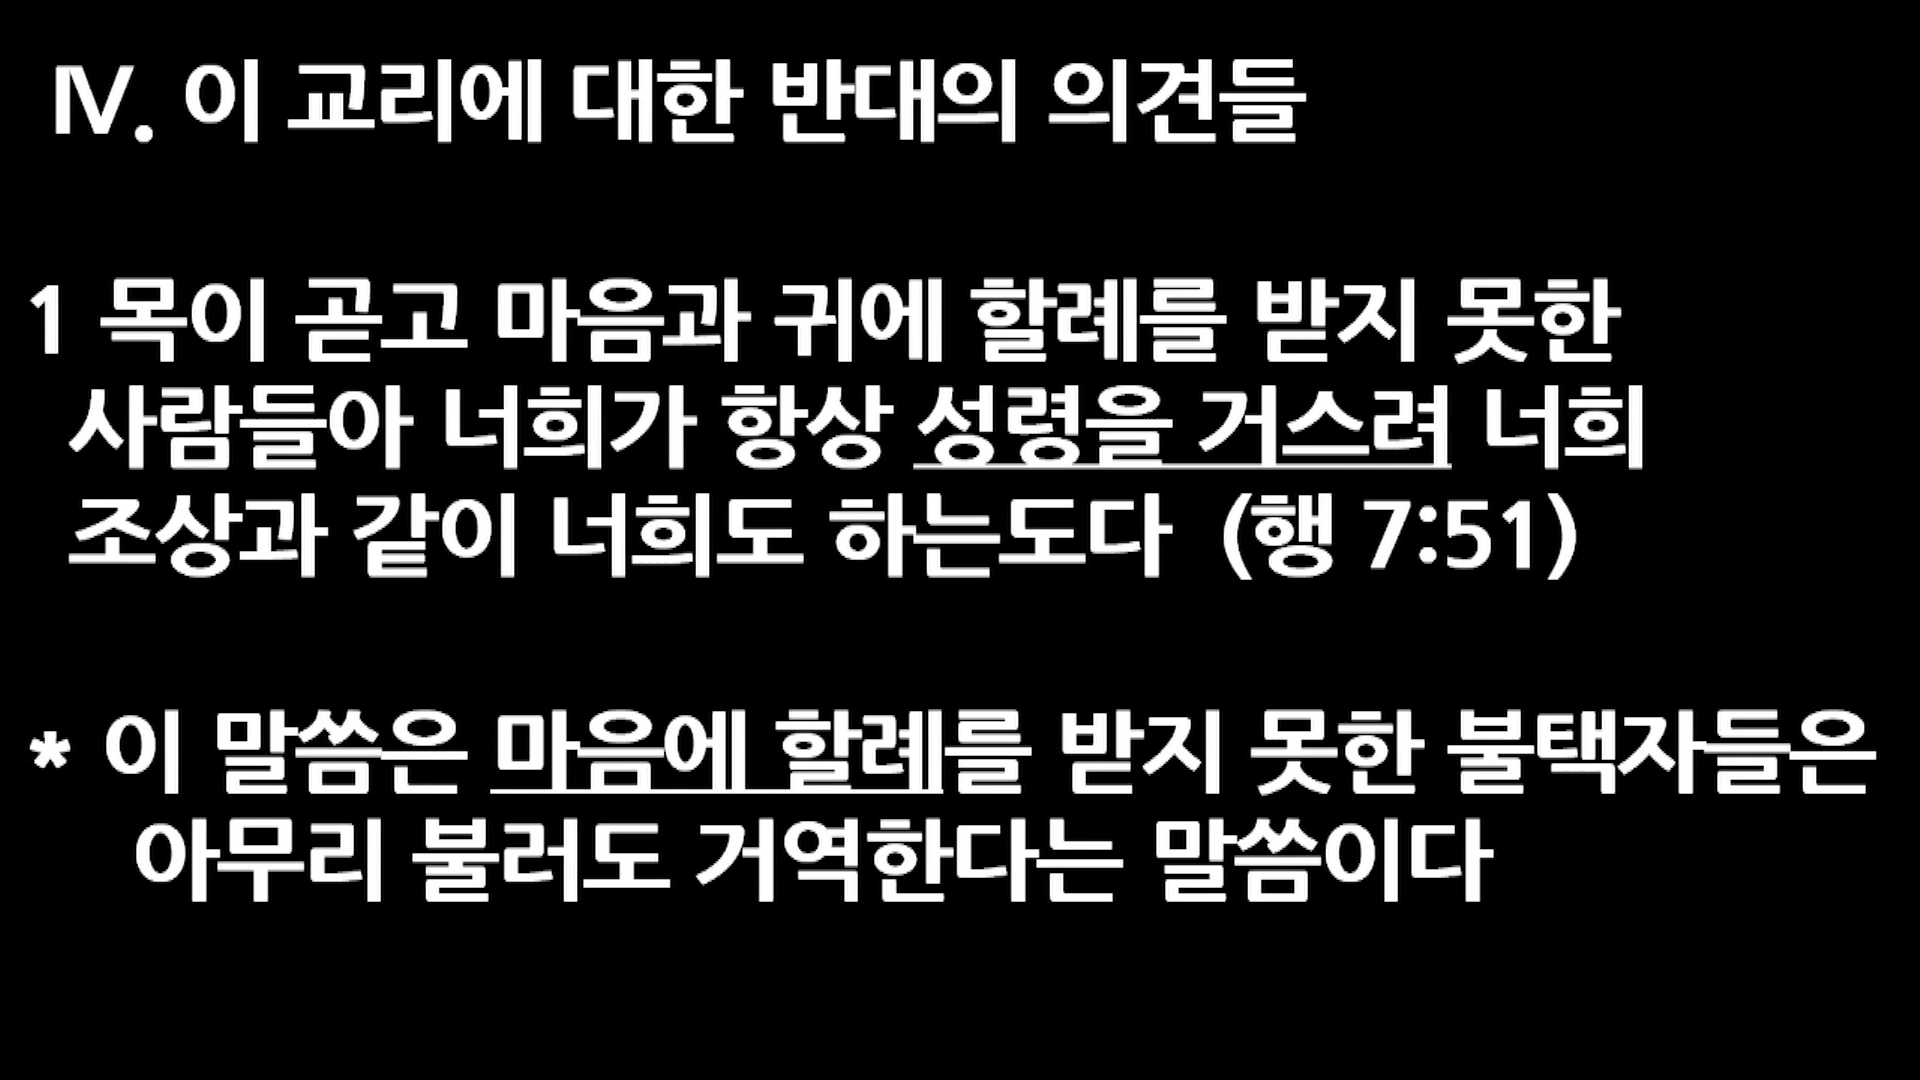 Ⅳ. 이 교리에 대한 반대의 의견들
1 목이 곧고 마음과 귀에 할례를 받지 못한
사람들아 너희가 항상 성령을 거스려 너희
조상과 같이 너희도 하는도다 (행 7:51)
* 이 말씀은 마음에 할례를 받지 못한 불택자들은
아무리 불러도 거역한다는 말씀이다